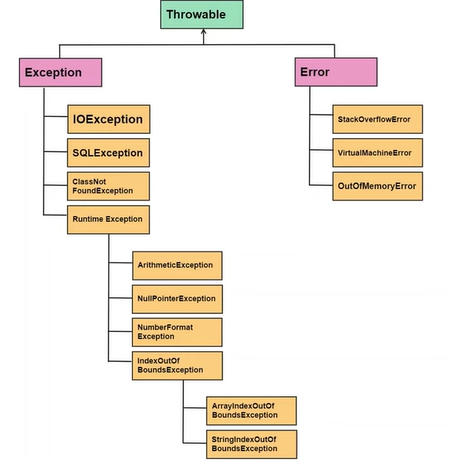 Throwable
Exception
Error
IOException
SQLException
ClassNot
FoundException
Runtime Exception
StackOverflowError
VirtualMachineError
OutOfMemoryError
ArithmeticException
NullPointerException
NumberFormat
Exception
IndexOutOf
BoundsException
ArrayIndexOutOf
BoundsException
StringIndexOutOf
BoundsException